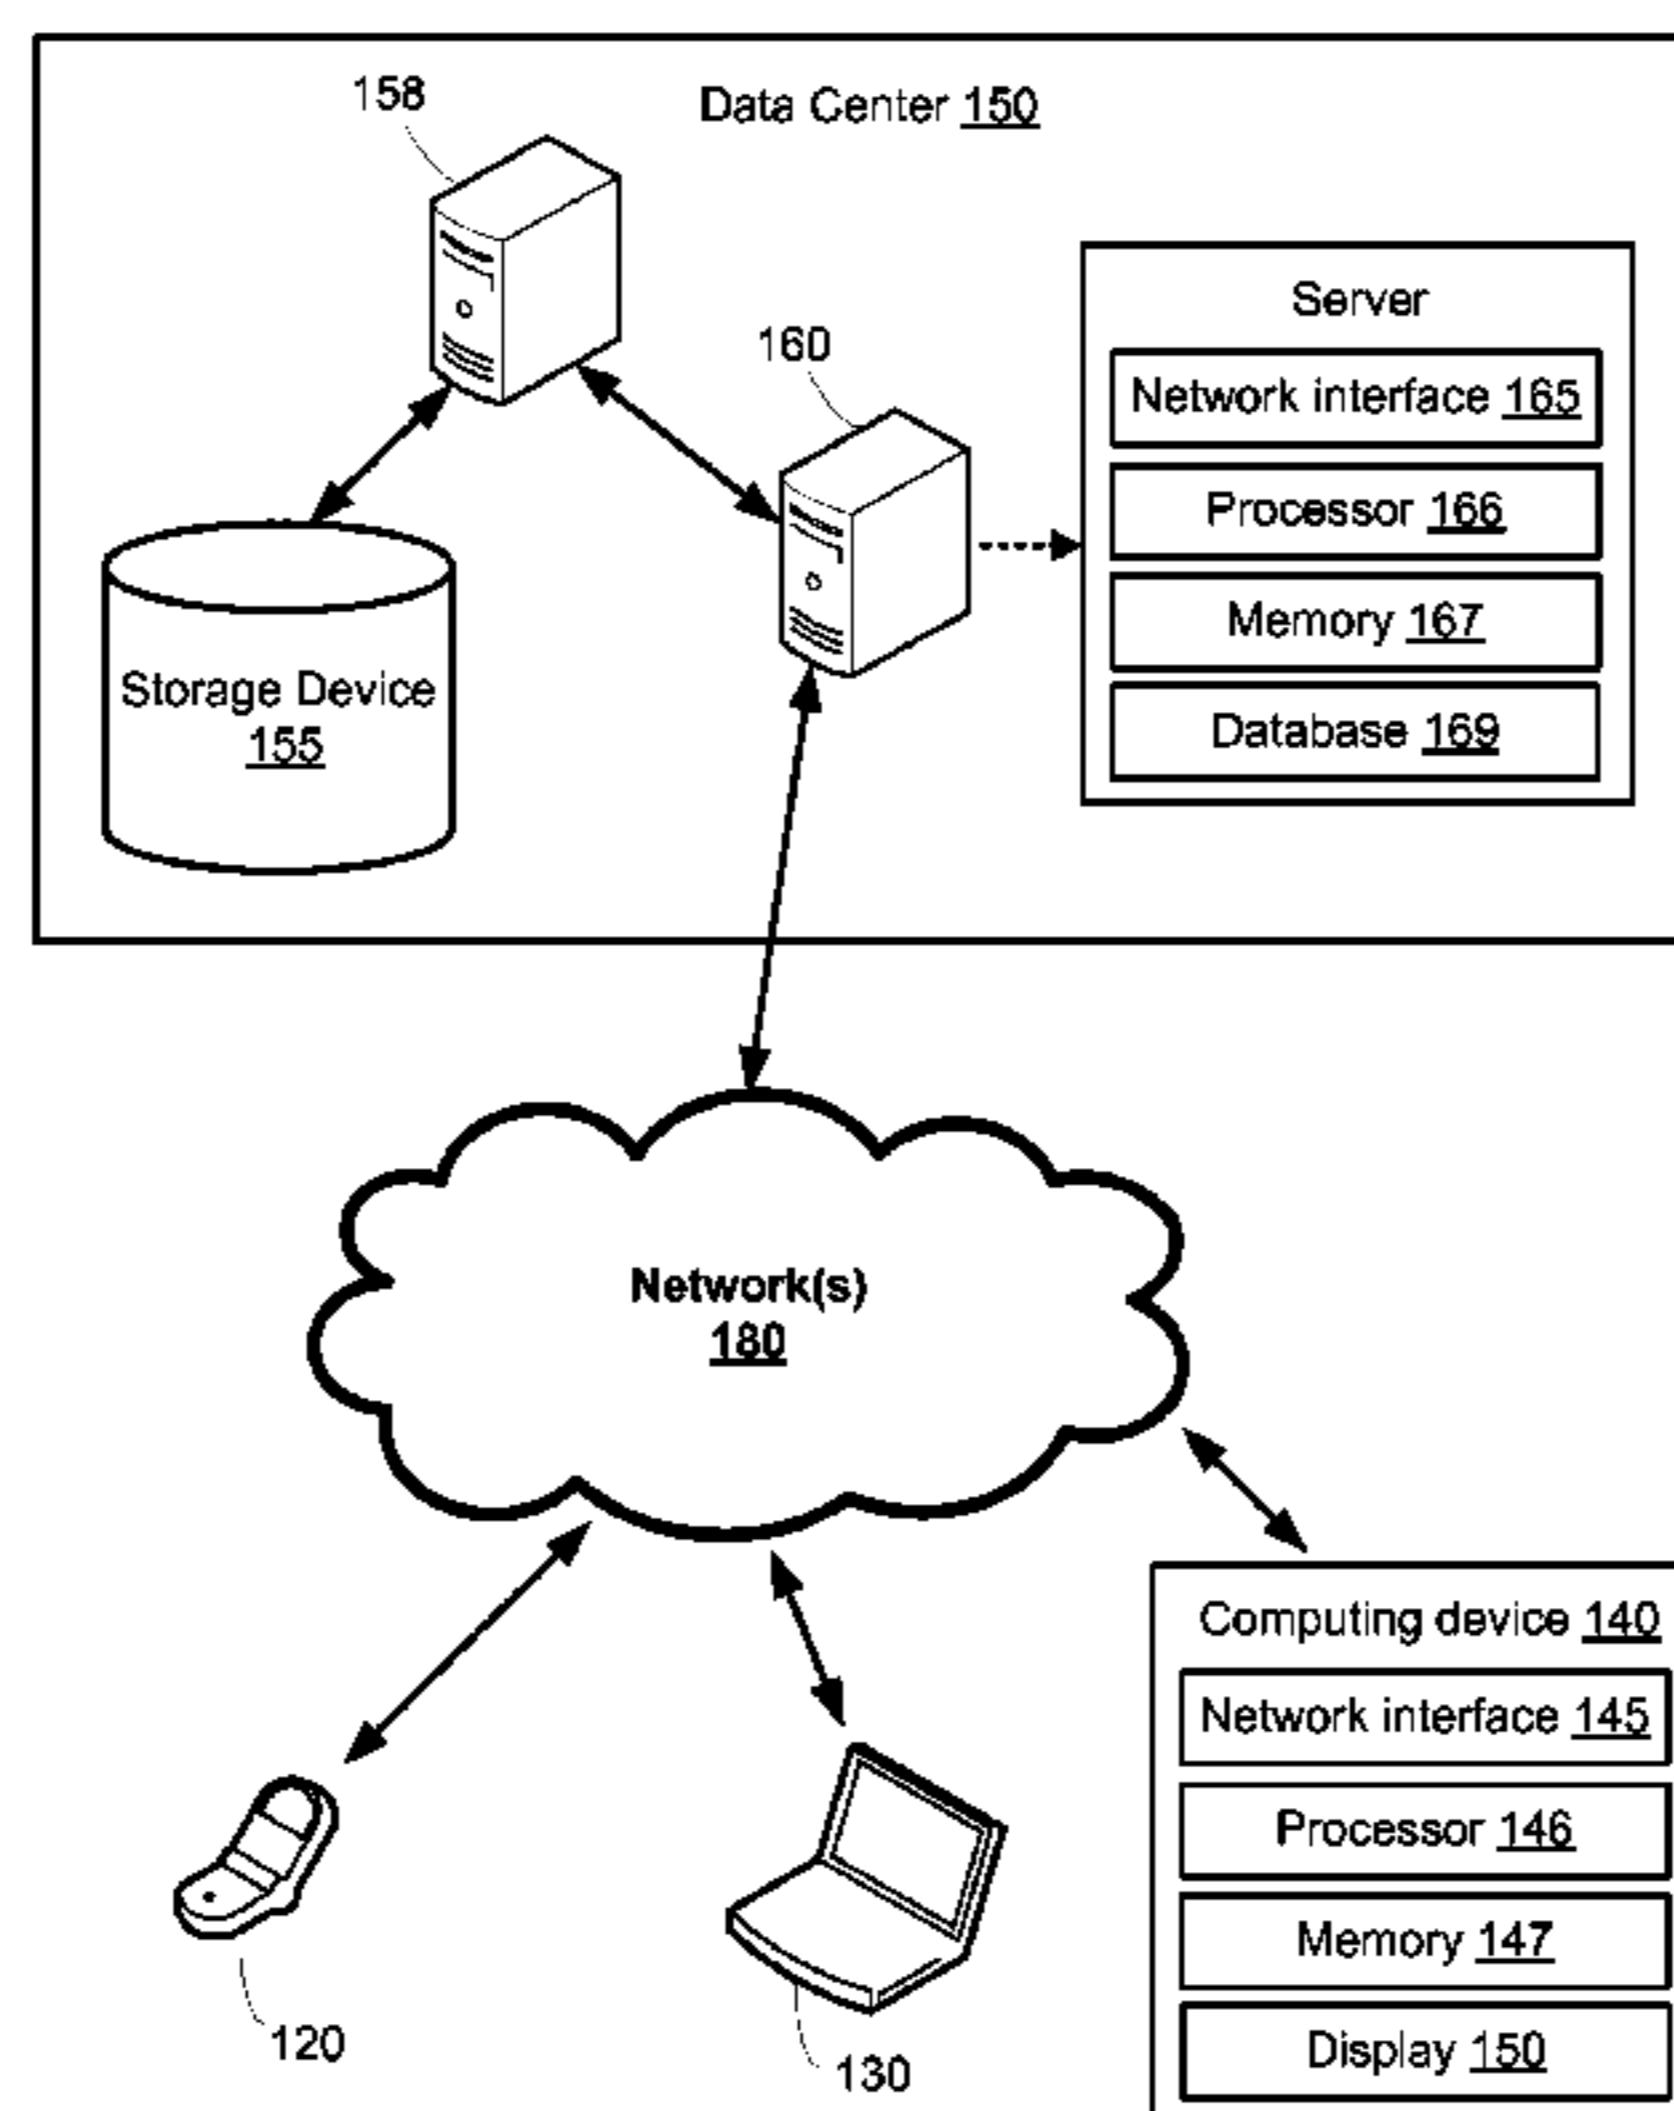 158
Data Center 150
Server
160
Network interface 165
Processor 166
Memory 167
Database 169
Storage Device
155
Network(s)
180
Computing device 140
Network interface 145
Processor 146
Memory 147
Display 150
120
130